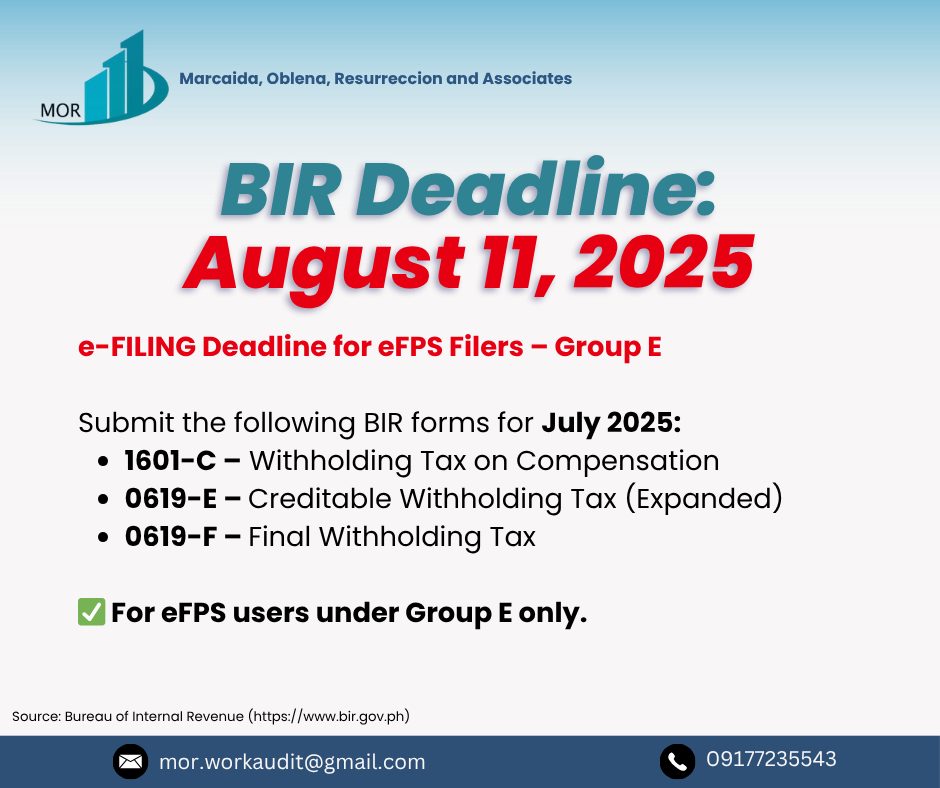 MOR
Marcaida, Oblena, Resurreccion and Associates
BIR Deadline:
August 11, 2025
e-FILING Deadline for eFPS Filers – Group E
Submit the following BIR forms for July 2025:
• 1601-C – Withholding Tax on Compensation
• 0619-E – Creditable Withholding Tax (Expanded)
• 0619-F – Final Withholding Tax
✅ For eFPS users under Group E only.
Source: Bureau of Internal Revenue (https://www.bir.gov.ph)
mor.workaudit@gmail.com
09177235543